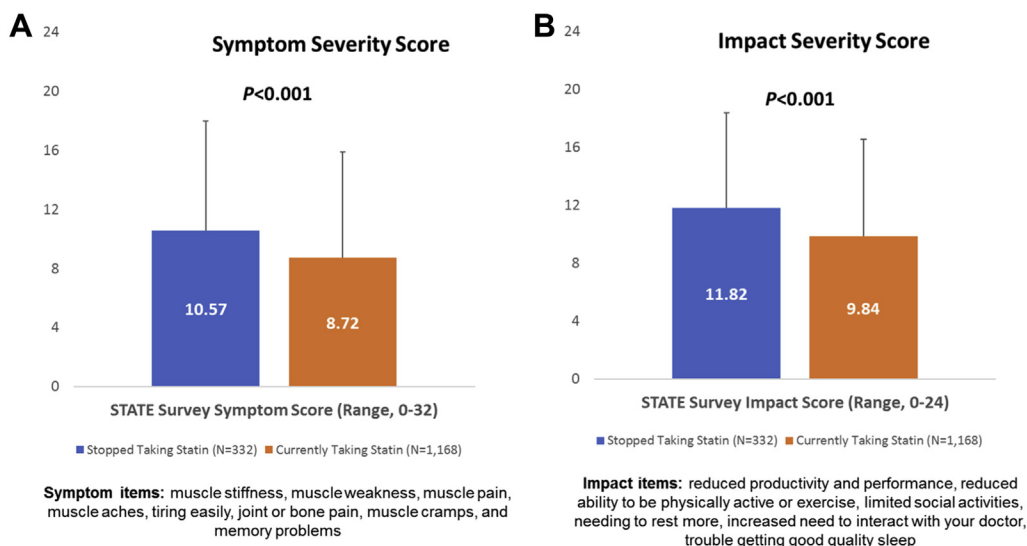 A
Symptom Severity Score
P<0.001
24
20
16
12
8
4
0
10.57
8.72
STATE Survey Symptom Score (Range, 0-32)
Stopped Taking Statin (N=332) Currently Taking Statin (N=1,168)
Symptom items: muscle stiffness, muscle weakness, muscle pain,
muscle aches, tiring easily, joint or bone pain, muscle cramps, and
memory problems
B
Impact Severity Score
P<0.001
24
20
16
12
8
4
0
11.82
9.84
STATE Survey Impact Score (Range, 0-24)
Stopped Taking Statin (N=332) Currently Taking Statin (N=1,168)
Impact items: reduced productivity and performance, reduced
ability to be physically active or exercise, limited social activities,
needing to rest more, increased need to interact with your doctor,
trouble getting good quality sleep